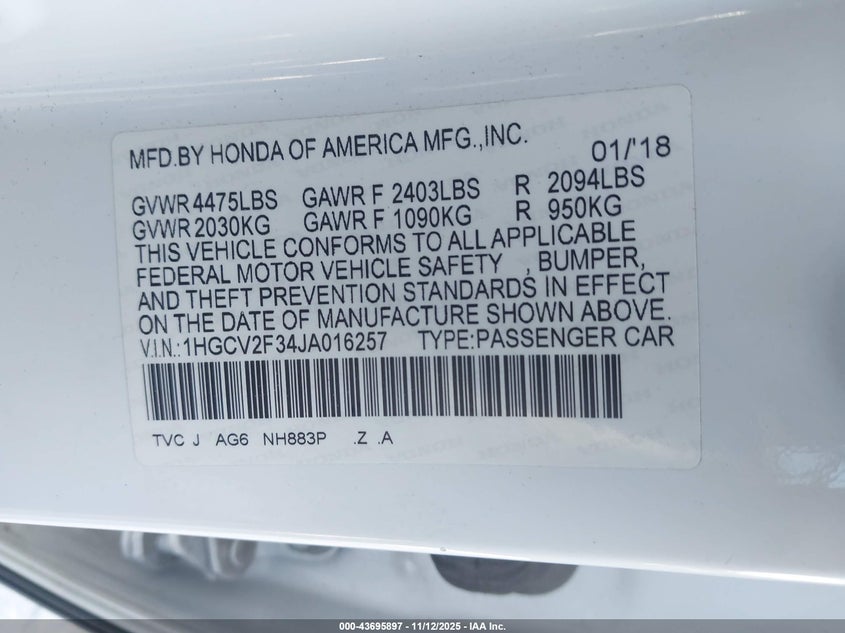 MFD.BY HONDA OF AMERICA MFG.,INC. 01/'18
GVWR 4475LBS GAWR F 2403LBS R 2094LBS
GVWR 2030KG GAWR F 1090KG R 950KG
THIS VEHICLE CONFORMS TO ALL APPLICABLE
FEDERAL MOTOR VEHICLE SAFETY , BUMPER,
AND THEFT PREVENTION STANDARDS IN EFFECT
ON THE DATE OF MANUFACTURE SHOWN ABOVE.
V.I.N.:1HGCV2F34JA016257 TYPE:PASSENGER CAR
TVC J AG6 NH883P .Z .A
000-43695897 - 11/12/2025 - IAA Inc.